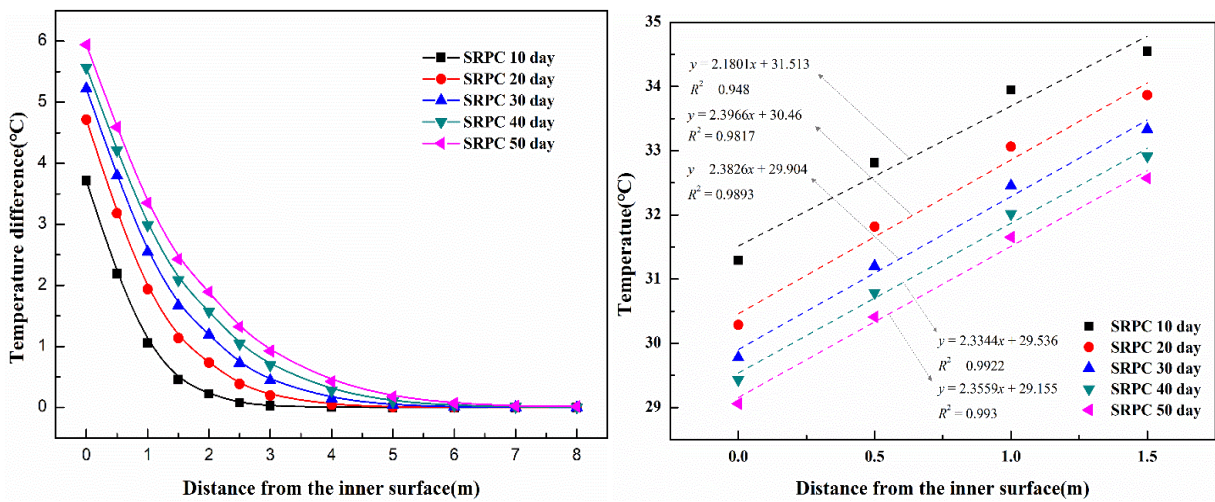 Temperature difference(°C)
6
5
4
3
2
1
0
0 1 2 3 4 5 6 7 8
Distance from the inner surface(m)
SRPC 10 day
SRPC 20 day
SRPC 30 day
SRPC 40 day
SRPC 50 day
Temperatue(°C)
35
34
33
32
31
30
29
0.0 0.5 1.0 1.5
Distance from the inner surface(m)
y = 2.1801x + 31.513
R² 0.948
y = 2.3966x + 30.46
R² = 0.9817
y 2.3826x + 29.904
R² = 0.9893
y = 2.3344x + 29.536
R² 0.9922
y = 2.3559x + 29.155
R² = 0.993
SRPC 10 day
SRPC 20 day
SRPC 30 day
SRPC 40 day
SRPC 50 day